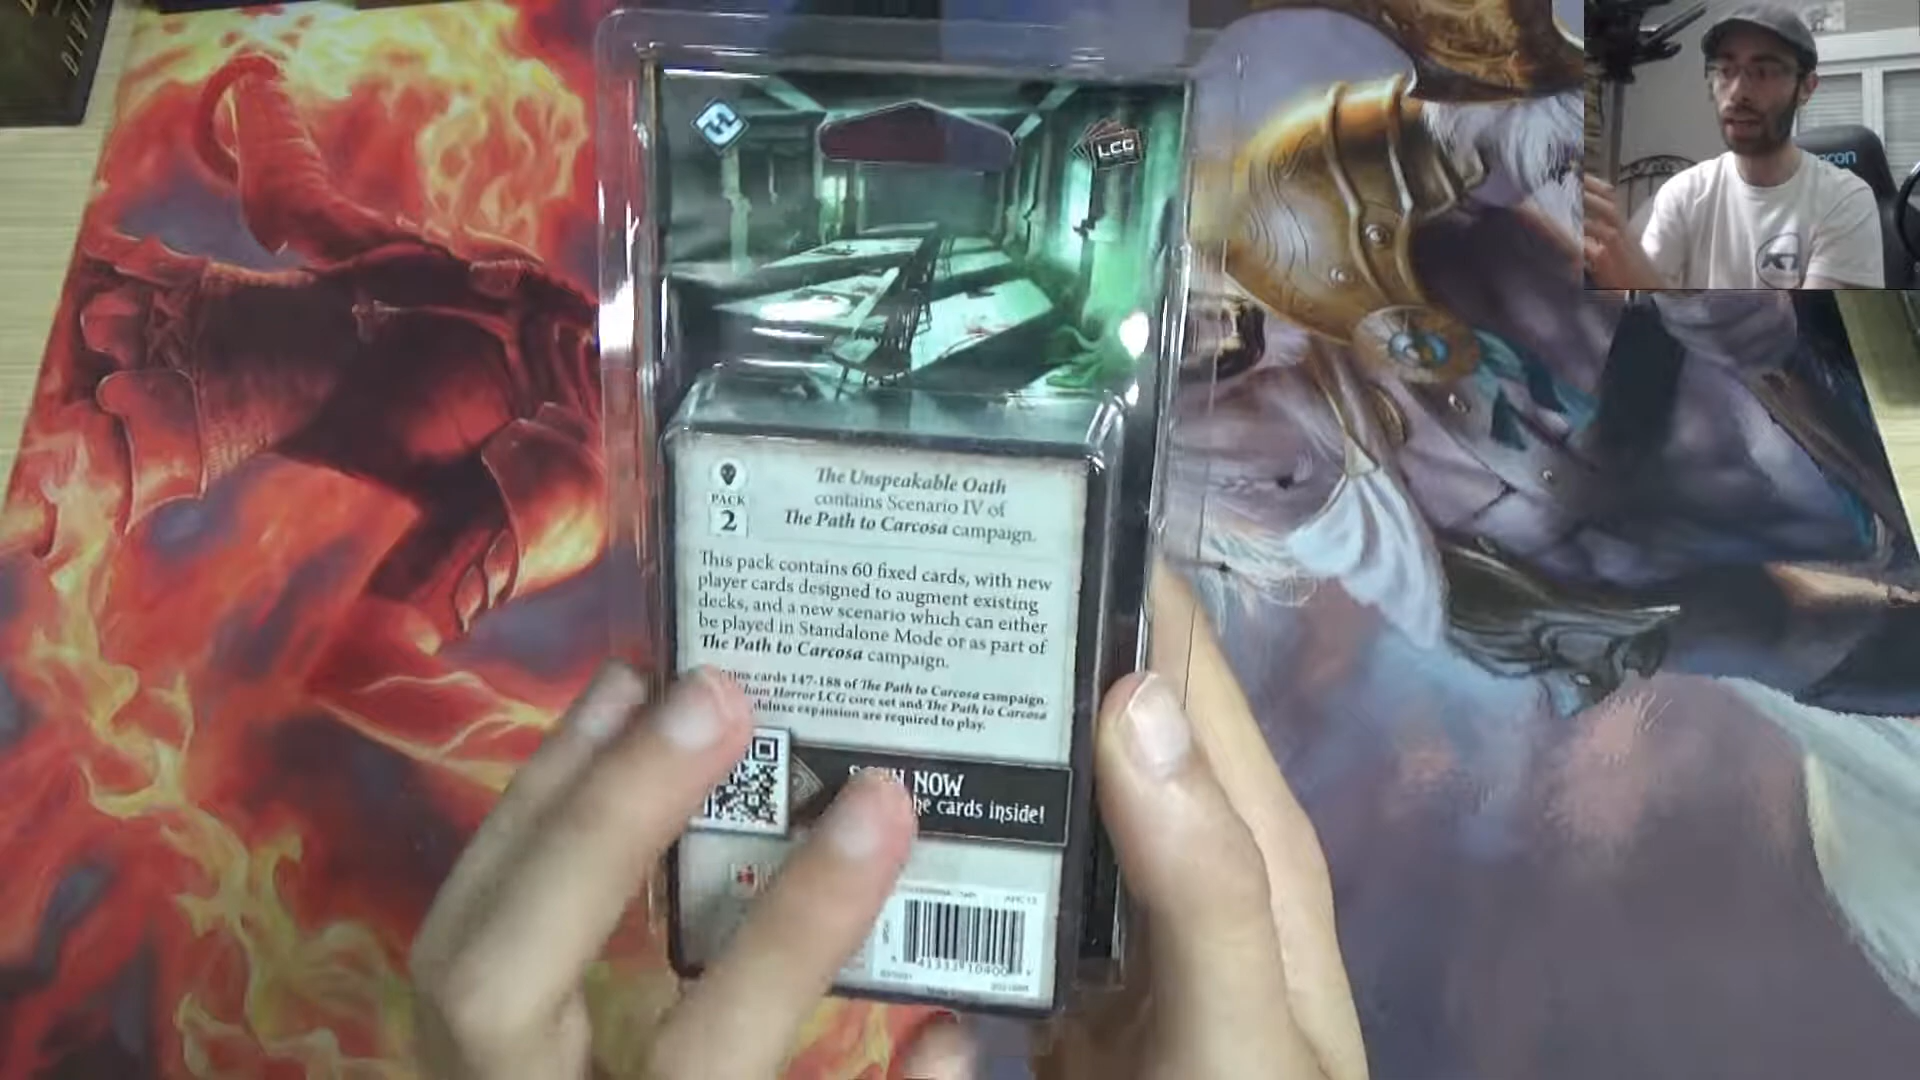 LCG
The Unspeakable Oath
contains Scenario IV of
The Path to Carcosa campaign.
PACK
2
This pack contains 60 fixed cards, with new
player cards designed to augment existing
decks, and a new scenario which can either
be played in Standalone Mode or as part of
The Path to Carcosa campaign.
cards 147-188 of The Path to Carcosa campaign.
Horror LCG core set and The Path to Carcosa
deluxe expansion are required to play.
NOW
cards inside!